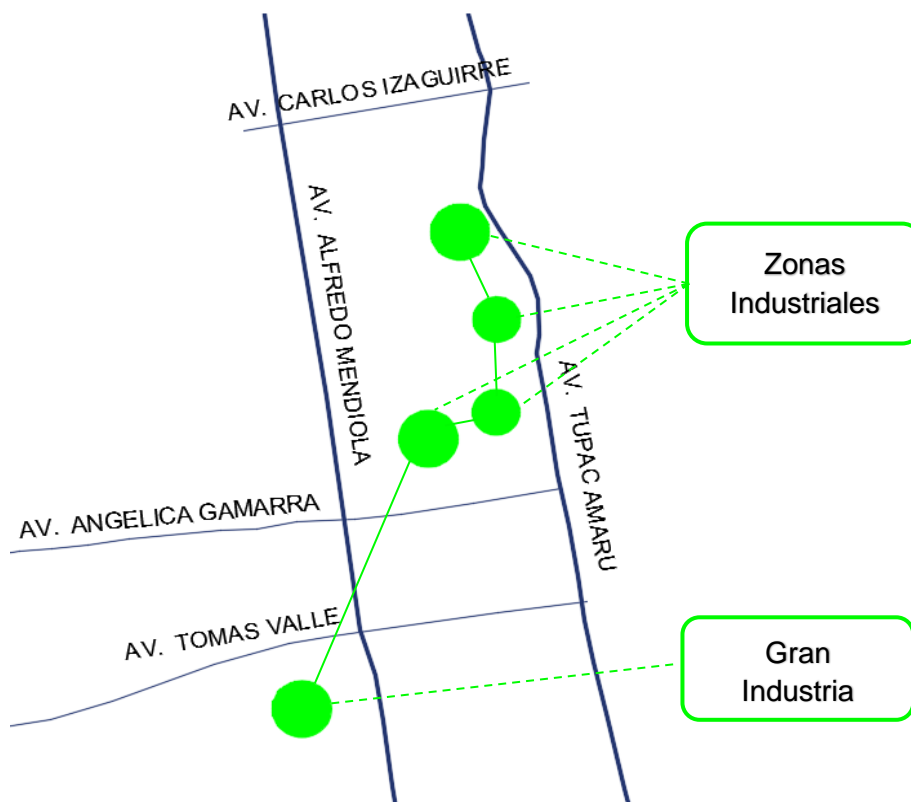 AV. CARLOS IZAGUIRRE
AV. ALFREDO MENDIOLA
Zonas
Industriales
AV. TUPAC AMARU
AV. ANGELICA GAMARRA
AV. TOMAS VALLE
Gran
Industria